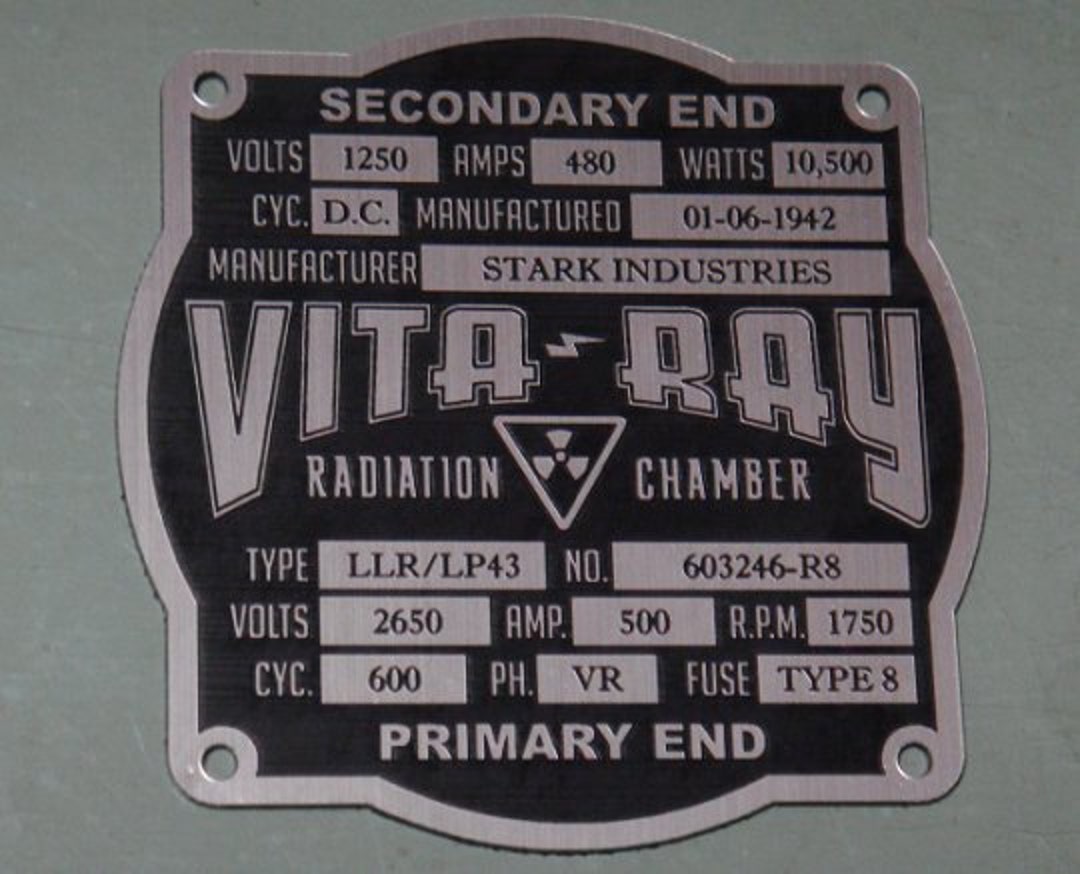 SECONDARY END
VOLTS 1250 AMPS 480 WATTS 10,500
CYC. D.C. MANUFACTURED 01-06-1942
MANUFACTURER STARK INDUSTRIES
VITA-RAY
RADIATION CHAMBER
TYPE LLR/LP43 NO. 603246-R8
VOLTS 2650 AMP. 500 R.P.M. 1750
CYC. 600 PH. VR FUSE TYPE 8
PRIMARY END